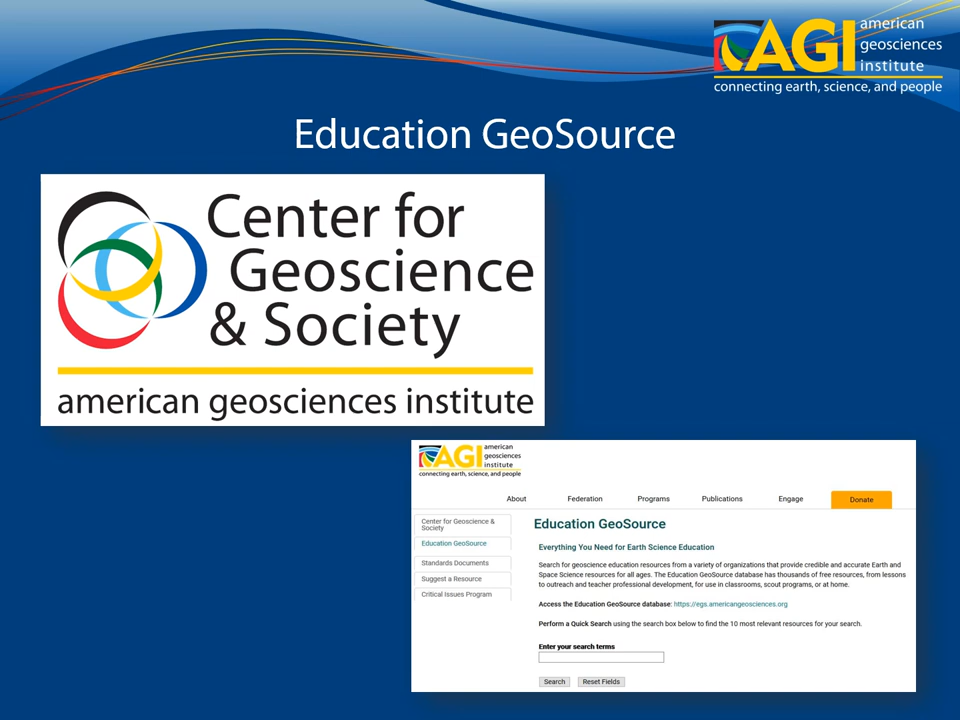 AGI american
geosciences
institute
connecting earth, science, and people
Education GeoSource
Center for
Geoscience
& Society
american geosciences institute
AGI american
geosciences
institute
connecting earth, science, and people
About Federation Programs Publications Engage Donate
Center for Geoscience &
Society
Education GeoSource
Standards Documents
Suggest a Resource
Critical Issues Program
Education GeoSource
Everything You Need for Earth Science Education
Search for geoscience education resources from a variety of organizations that provide credible and accurate Earth and
Space Science resources for all ages. The Education GeoSource database has thousands of free resources, from lessons
to outreach and teacher professional development, for use in classrooms, scout programs, or at home.
Access the Education GeoSource database: https://egs.americangeosciences.org
Perform a Quick Search using the search box below to find the 10 most relevant resources for your search.
Enter your search terms
Search Reset Fields